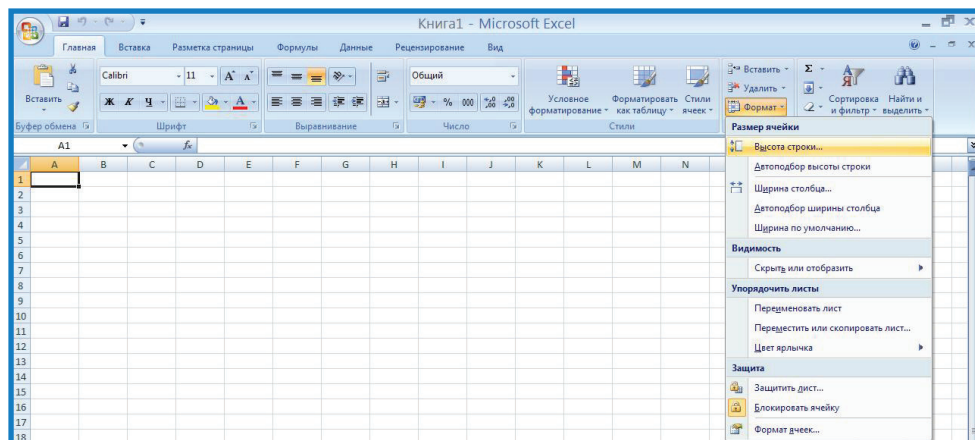 Книга1 - Microsoft Excel
Главная Вставка Разметка страницы Формулы Данные Рецензирование Вид
Calibri 11 A A Общий
Вставить Ж К Ч A % 000
Условное форматирование Форматировать как таблицу Стили ячеек
Вставить Удалить Формат
Σ Сортировка и фильтр Найти и выделить
Буфер обмена Шрифт Выравнивание Число Стили
A1 fx
A B C D E F G H I J K L M N
1
2
3
4
5
6
7
8
9
10
11
12
13
14
15
16
17
18
Размер ячейки
Высота строки...
Автоподбор высоты строки
Ширина столбца...
Автоподбор ширины столбца
Ширина по умолчанию...
Видимость
Скрыть или отобразить
Упорядочить листы
Переименовать лист
Переместить или скопировать лист...
Цвет ярлычка
Защита
Защитить лист...
Блокировать ячейку
Формат ячеек...